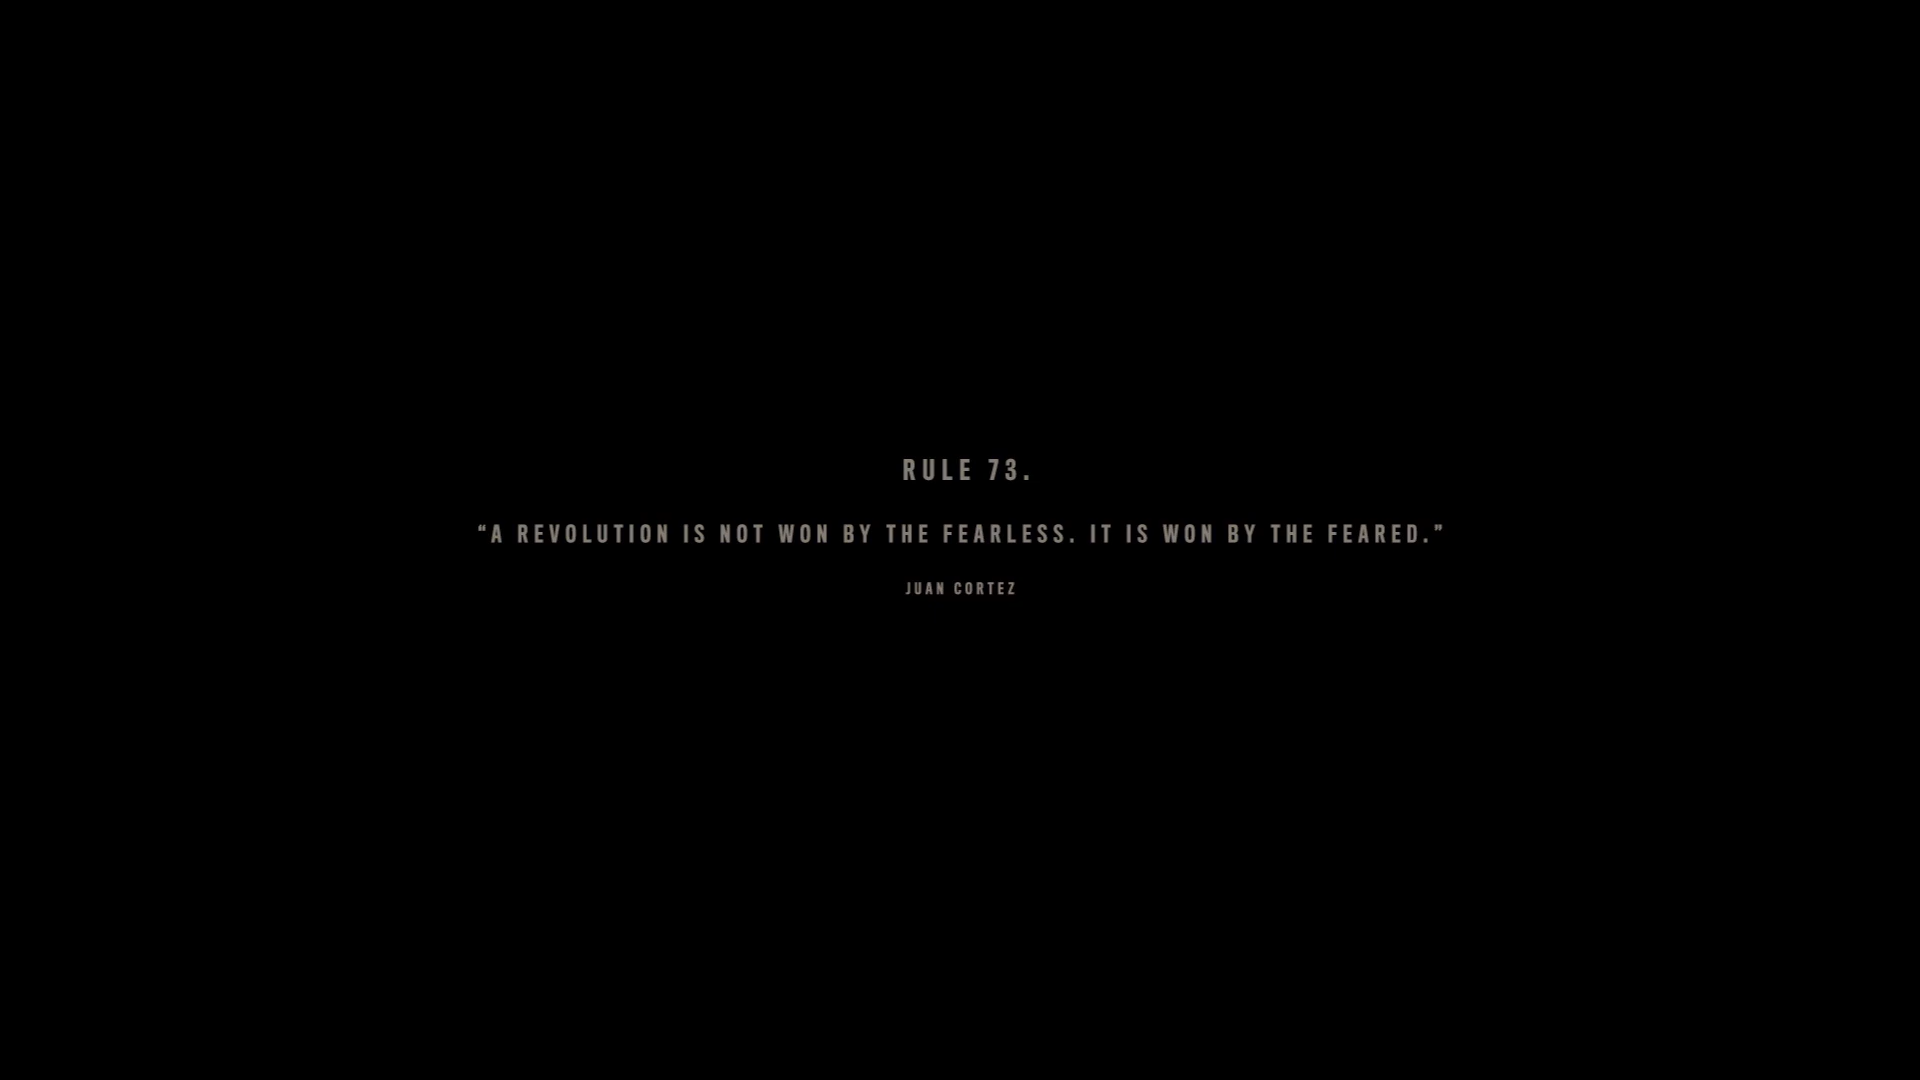 RULE 73.
“A REVOLUTION IS NOT WON BY THE FEARLESS. IT IS WON BY THE FEARED.”
JUAN CORTEZ